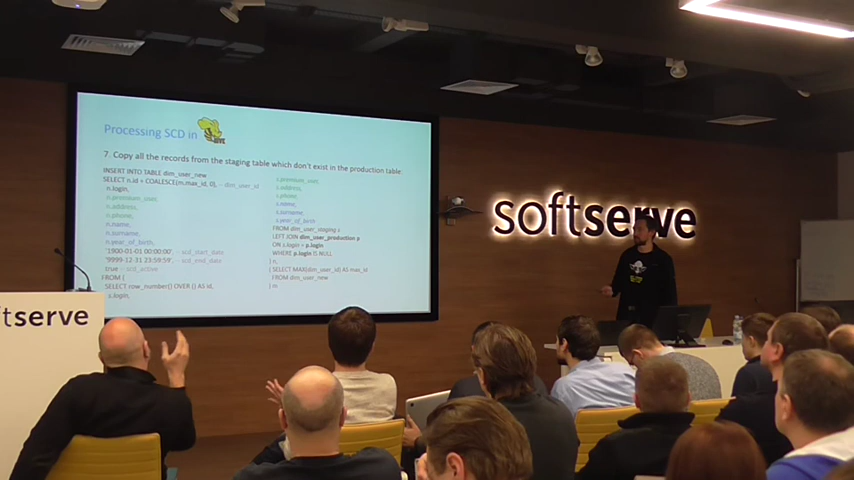 Processing SCD in HIVE
7. Copy all the records from the staging table which don't exist in the production table:
INSERT INTO TABLE dim_user_new
SELECT n.id + COALESCE(m.max_id, 0), -- dim_user_id
n.login,
n.premium_user,
n.address,
n.phone,
n.name,
n.surname,
n.year_of_birth,
'1900-01-01 00:00:00', -- scd_start_date
'9999-12-31 23:59:59', -- scd_end_date
true -- scd_active
FROM (
SELECT row_number() OVER () AS id,
s.login,
s.premium_user,
s.address,
s.phone,
s.name,
s.surname,
s.year_of_birth
FROM dim_user_staging s
LEFT JOIN dim_user_production p
ON s.login = p.login
WHERE p.login IS NULL
) n,
( SELECT MAX(dim_user_id) AS max_id
FROM dim_user_new
) m
softserve
ftserve